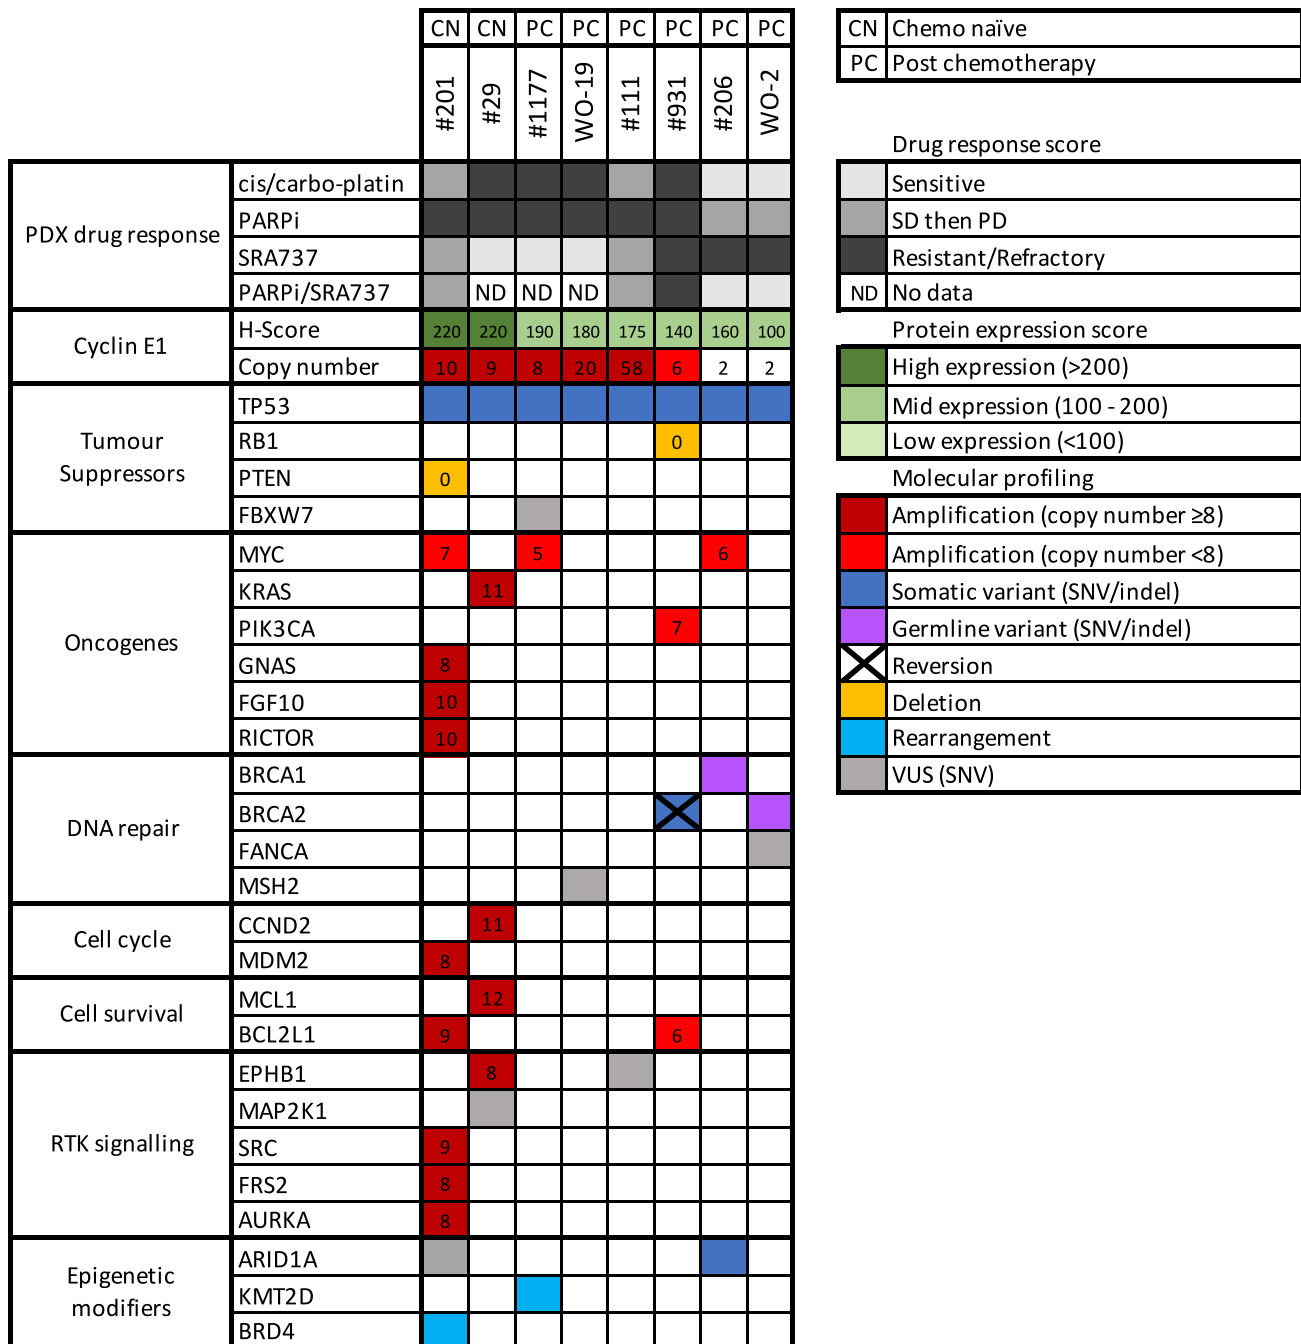 CN CN PC PC PC PC PC PC
#201 #29 #1177 WO-19 #111 #931 #206 WO-2
PDX drug response
cis/carbo-platin
PARPi
SRA737
PARPi/SRA737 ND ND ND
Cyclin E1
H-Score 220 220 190 180 175 140 160 100
Copy number 10 9 8 20 58 6 2 2
Tumour
Suppressors
TP53
RB1 0
PTEN 0
FBXW7
Oncogenes
MYC 7 5 6
KRAS 11
PIK3CA 7
GNAS 8
FGF10 10
RICTOR 10
DNA repair
BRCA1
BRCA2
FANCA
MSH2
Cell cycle
CCND2 11
MDM2 8
Cell survival
MCL1 12
BCL2L1 9 6
RTK signalling
EPHB1 8
MAP2K1
SRC 9
FRS2 8
AURKA 8
Epigenetic
modifiers
ARID1A
KMT2D
BRD4
CN Chemo naïve
PC Post chemotherapy
Drug response score
Sensitive
SD then PD
Resistant/Refractory
ND No data
Protein expression score
High expression (>200)
Mid expression (100 - 200)
Low expression (<100)
Molecular profiling
Amplification (copy number ≥8)
Amplification (copy number <8)
Somatic variant (SNV/indel)
Germline variant (SNV/indel)
Reversion
Deletion
Rearrangement
VUS (SNV)